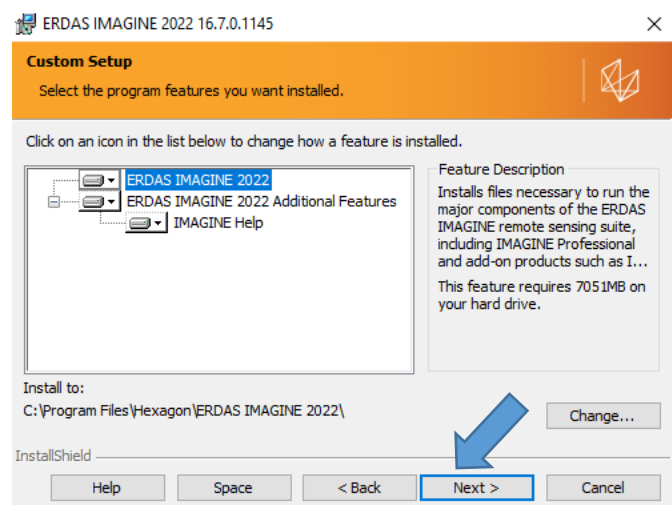 ERDAS IMAGINE 2022 16.7.0.1145
Custom Setup
Select the program features you want installed.
Click on an icon in the list below to change how a feature is installed.
ERDAS IMAGINE 2022
ERDAS IMAGINE 2022 Additional Features
IMAGINE Help
Feature Description
Installs files necessary to run the
major components of the ERDAS
IMAGINE remote sensing suite,
including IMAGINE Professional
and add-on products such as I...
This feature requires 7051MB on
your hard drive.
Install to:
C:\Program Files\Hexagon\ERDAS IMAGINE 2022\
Change...
InstallShield
Help
Space
< Back
Next >
Cancel